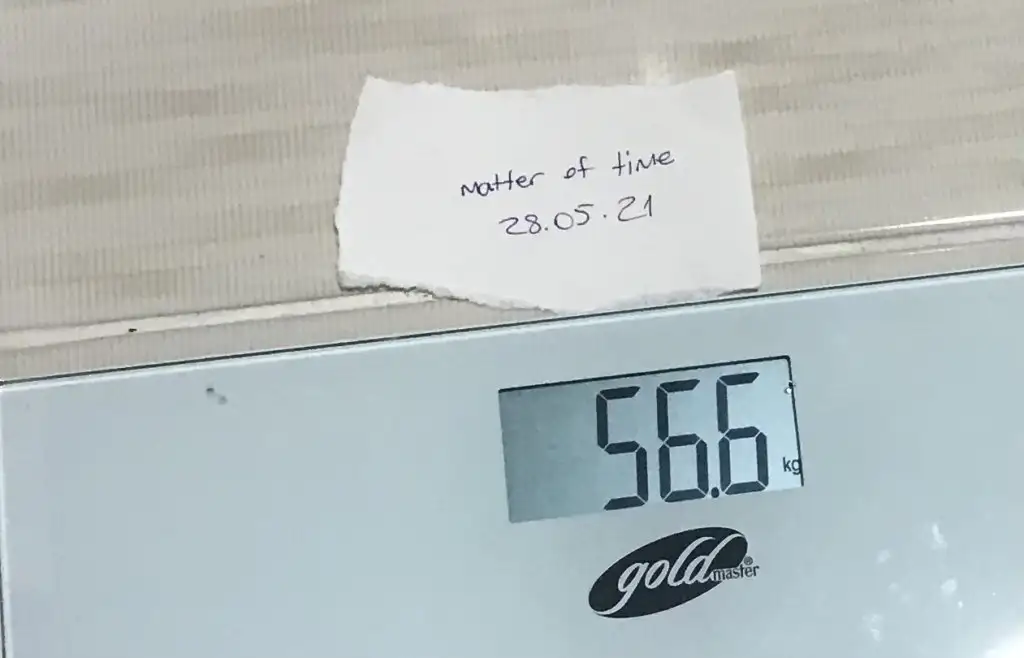 Matter of time
28.05.21
56.6
kg
gold master®